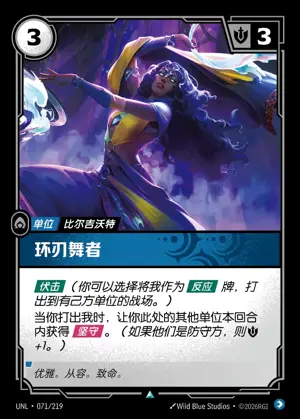 3
3
单位 比尔吉沃特
环刃舞者
伏击（你可以选择将我作为 反应 牌，打
出到有己方单位的战场。）
当你打出我时，让你此处的其他单位本回合
内获得 坚守 。（如果他们是防守方，则
+1。）
优雅。从容。致命。
UNL • 071/219
Wild Blue Studios • ©2026RGI